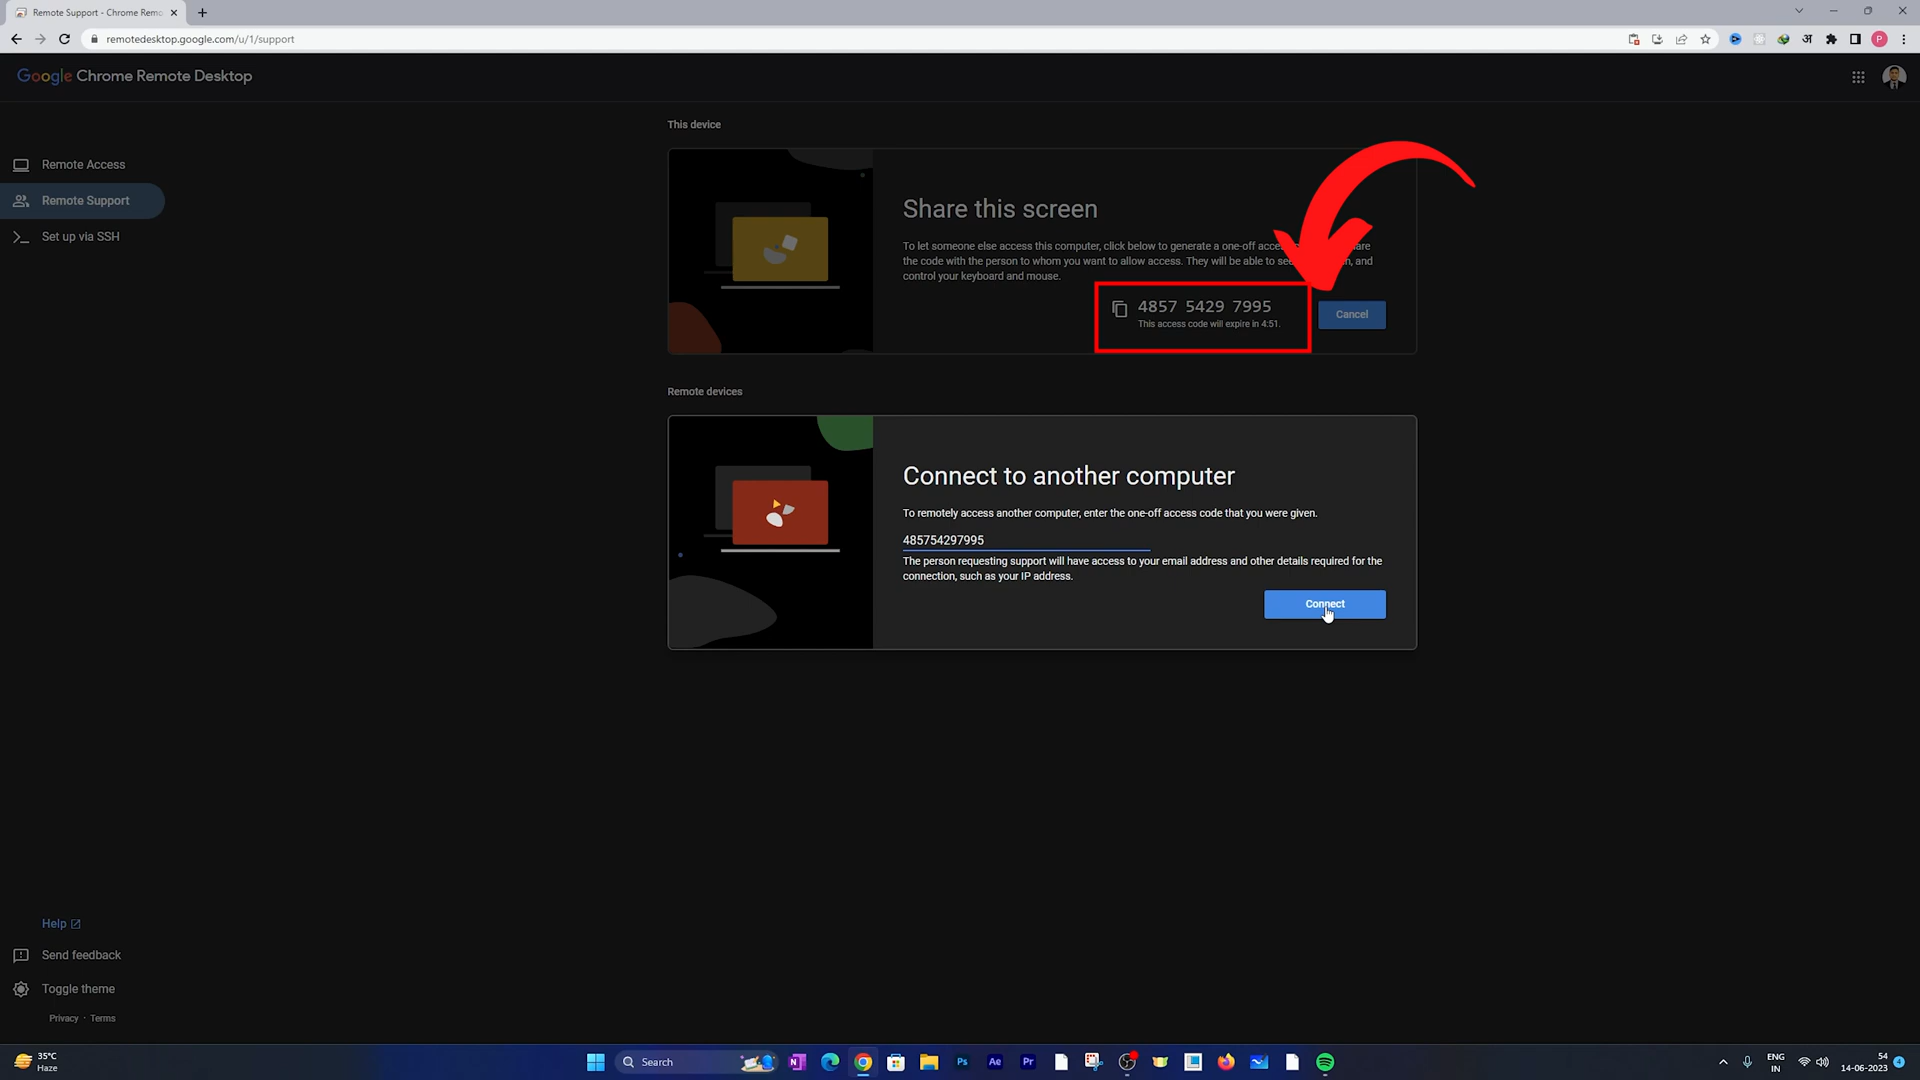 Remote Support - Chrome Remo
remotedesktop.google.com/u/1/support
अ
P
Google Chrome Remote Desktop
Remote Access
Remote Support
Set up via SSH
This device
Share this screen
To let someone else access this computer, click below to generate a one-off acce
are
the code with the person to whom you want to allow access. They will be able to se
n, and
control your keyboard and mouse.
4857 5429 7995
This access code will expire in 4:51.
Cancel
Remote devices
Connect to another computer
To remotely access another computer, enter the one-off access code that you were given.
485754297995
The person requesting support will have access to your email address and other details required for the
connection, such as your IP address.
Connect
Help
Send feedback
Toggle theme
Privacy · Terms
35°C
Haze
Search
N
Ps
Ae
Pr
ENG
IN
54
14-06-2023
4